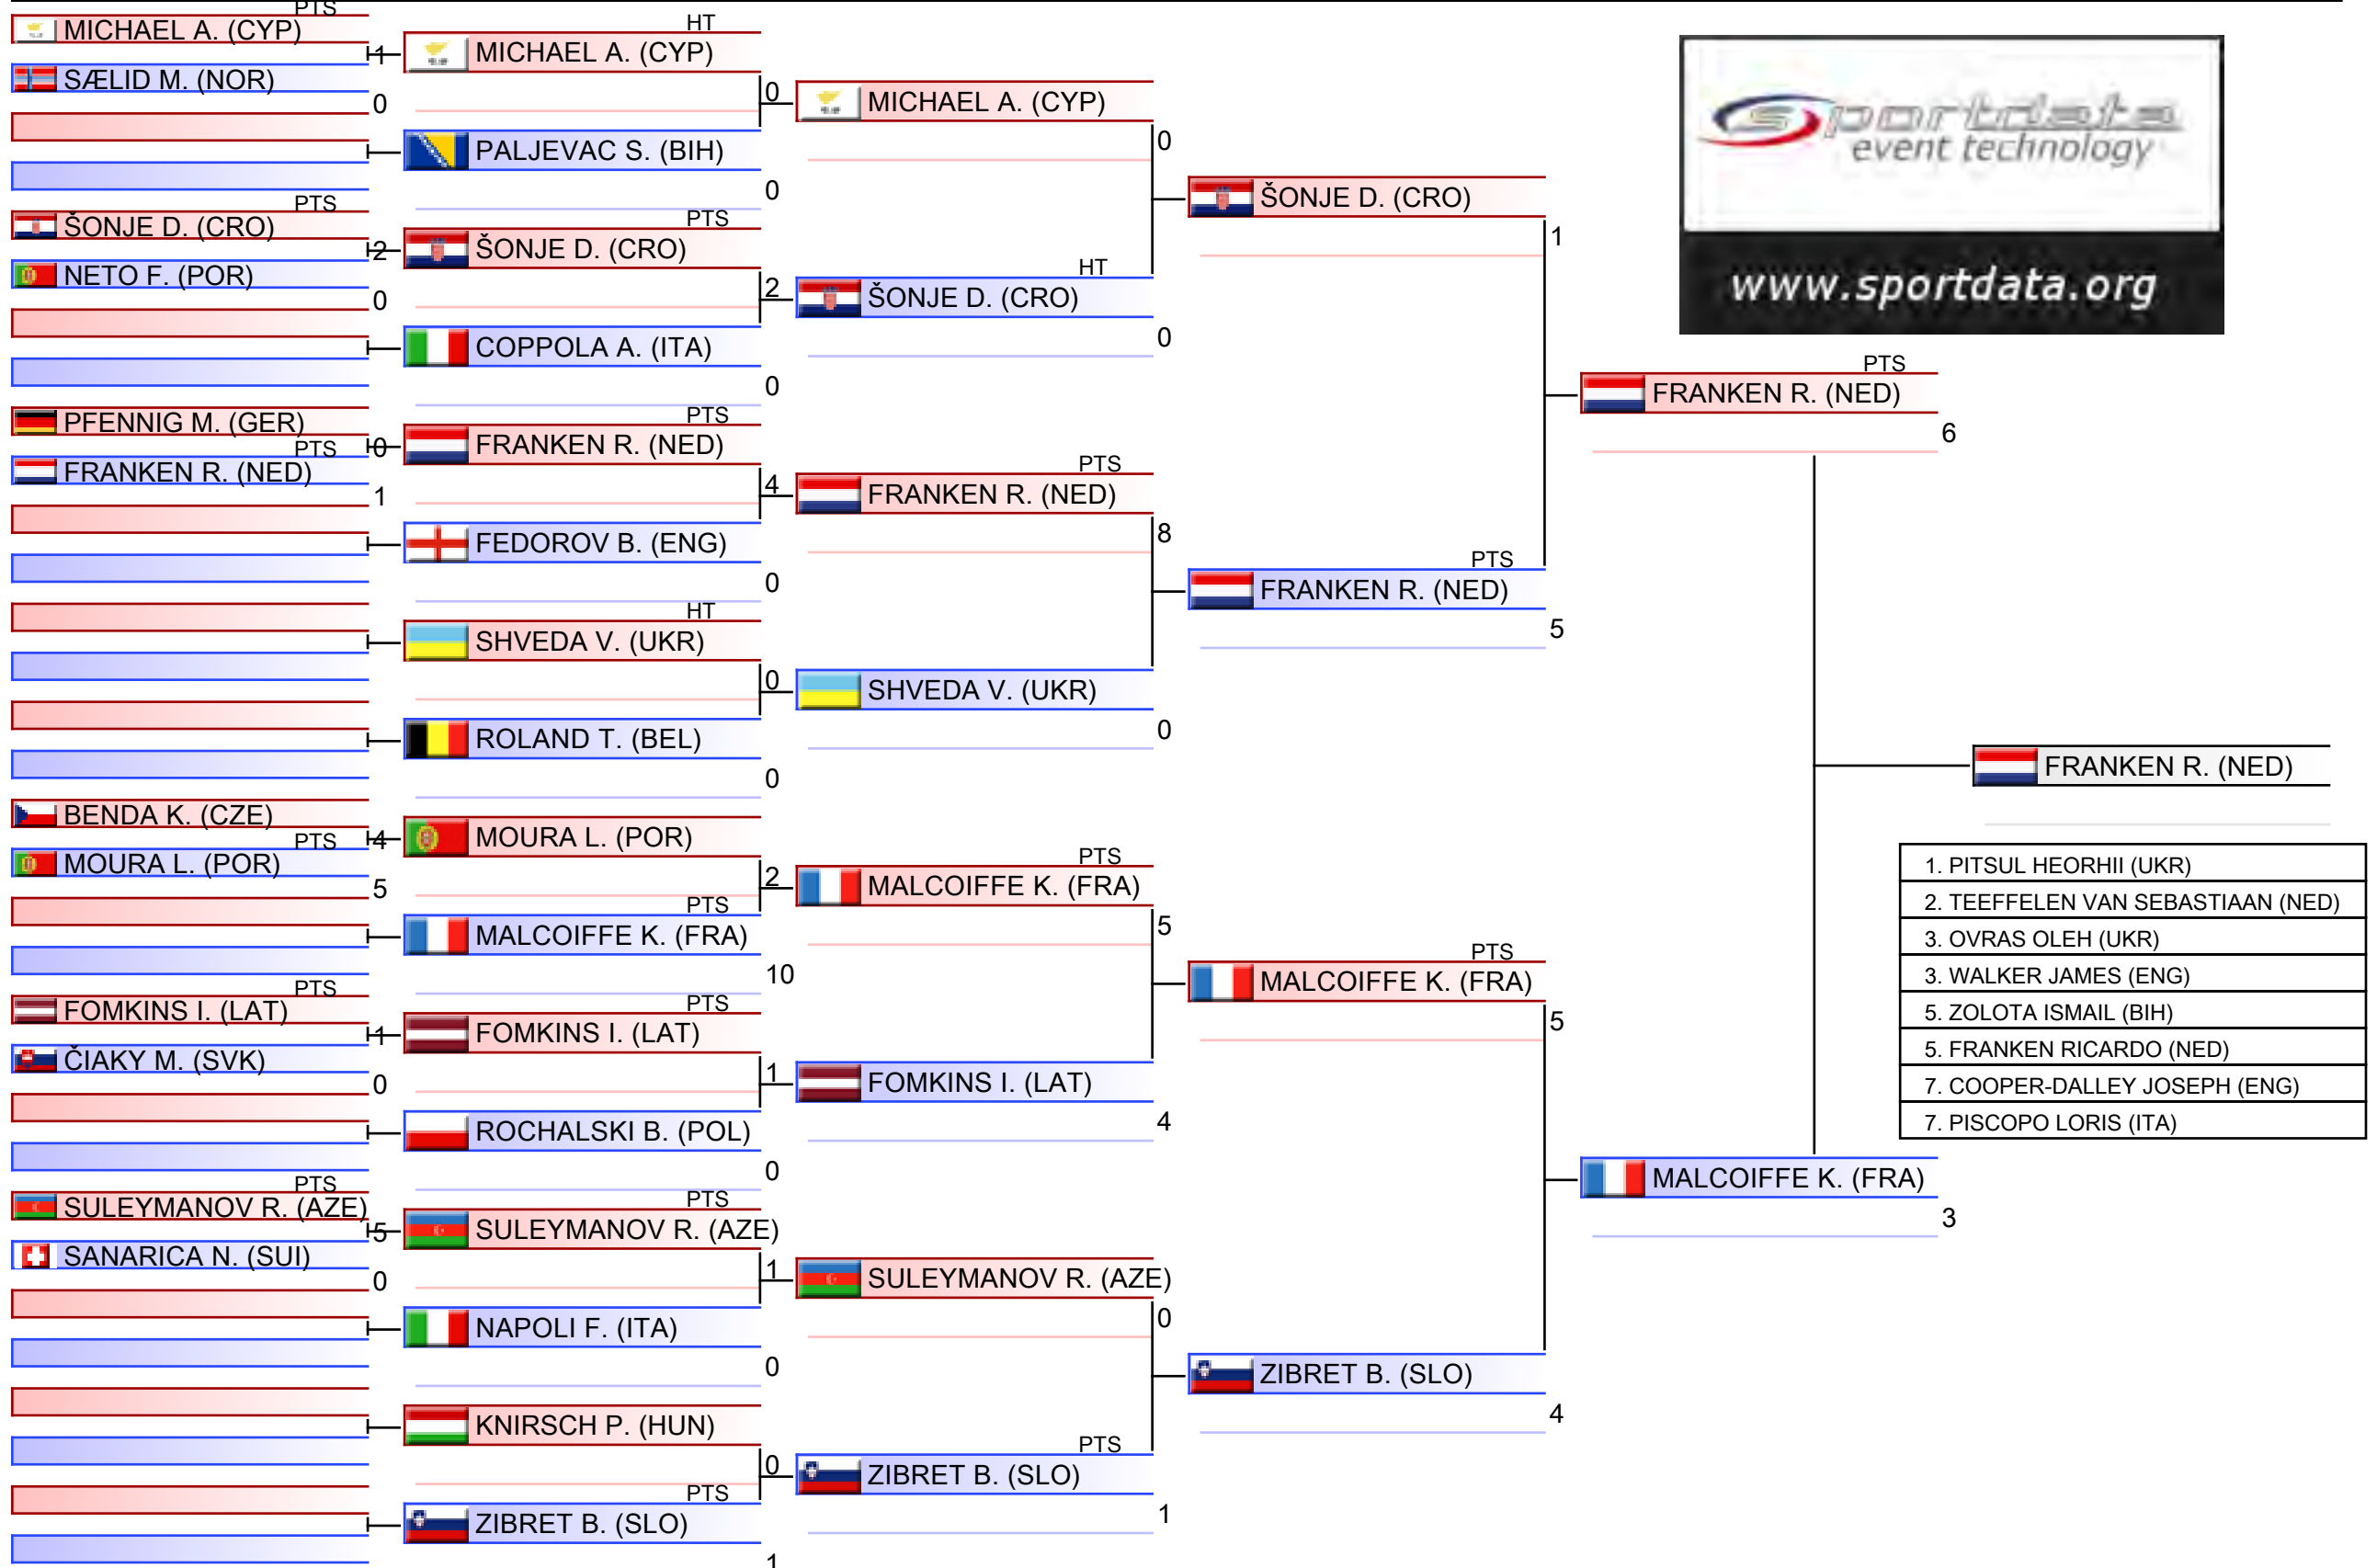 PTS
MICHAEL A. (CYP)
1
SÆLID M. (NOR)
0
PTS
ŠONJE D. (CRO)
2
NETO F. (POR)
0
PFENNIG M. (GER)
0
PTS
FRANKEN R. (NED)
1
BENDA K. (CZE)
4
PTS
MOURA L. (POR)
5
PTS
FOMKINS I. (LAT)
1
ČIAKY M. (SVK)
0
PTS
SULEYMANOV R. (AZE)
5
SANARICA N. (SUI)
0
HT
MICHAEL A. (CYP)
0
PALJEVAC S. (BIH)
0
PTS
ŠONJE D. (CRO)
2
COPPOLA A. (ITA)
0
PTS
FRANKEN R. (NED)
4
FEDOROV B. (ENG)
0
HT
SHVEDA V. (UKR)
0
ROLAND T. (BEL)
0
MOURA L. (POR)
2
PTS
MALCOIFFE K. (FRA)
10
PTS
FOMKINS I. (LAT)
1
ROCHALSKI B. (POL)
0
PTS
SULEYMANOV R. (AZE)
1
NAPOLI F. (ITA)
0
KNIRSCH P. (HUN)
0
PTS
ZIBRET B. (SLO)
1
MICHAEL A. (CYP)
0
HT
ŠONJE D. (CRO)
0
PTS
FRANKEN R. (NED)
8
SHVEDA V. (UKR)
0
PTS
MALCOIFFE K. (FRA)
5
FOMKINS I. (LAT)
4
SULEYMANOV R. (AZE)
0
PTS
ZIBRET B. (SLO)
1
ŠONJE D. (CRO)
1
PTS
FRANKEN R. (NED)
5
PTS
MALCOIFFE K. (FRA)
5
ZIBRET B. (SLO)
4
PTS
FRANKEN R. (NED)
6
MALCOIFFE K. (FRA)
3
FRANKEN R. (NED)
sportdata
event technology
www.sportdata.org
1. PITSUL HEORHII (UKR)
2. TEEFFELEN VAN SEBASTIAAN (NED)
3. OVRAS OLEH (UKR)
3. WALKER JAMES (ENG)
5. ZOLOTA ISMAIL (BIH)
5. FRANKEN RICARDO (NED)
7. COOPER-DALLEY JOSEPH (ENG)
7. PISCOPO LORIS (ITA)